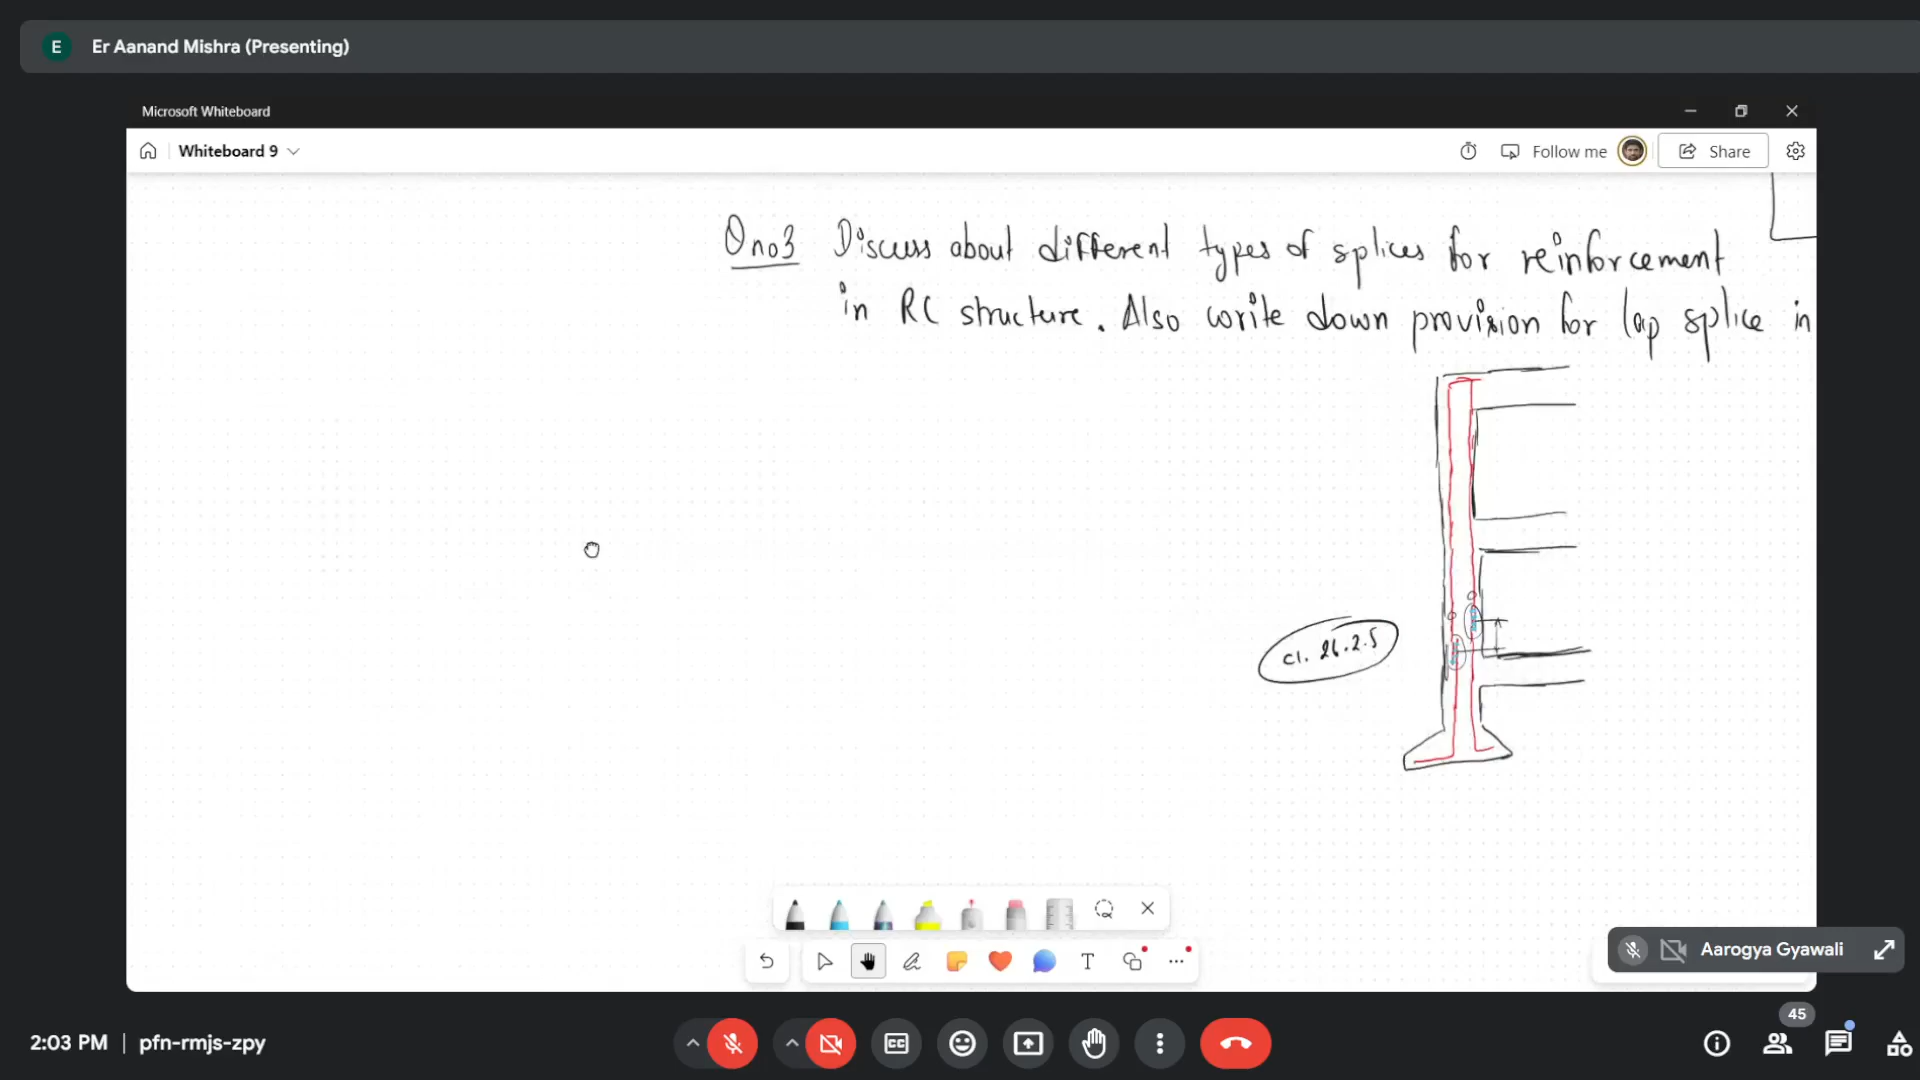 E Er Aanand Mishra (Presenting)
Microsoft Whiteboard
Whiteboard 9
Follow me
Share
Qno3 Discuss about different types of splices for reinforcement
in RC structure. Also write down provision for lap splice in
cl. 26.2.5
T
Aarogya Gyawali
2:03 PM | pfn-rmjs-zpy
CC
45